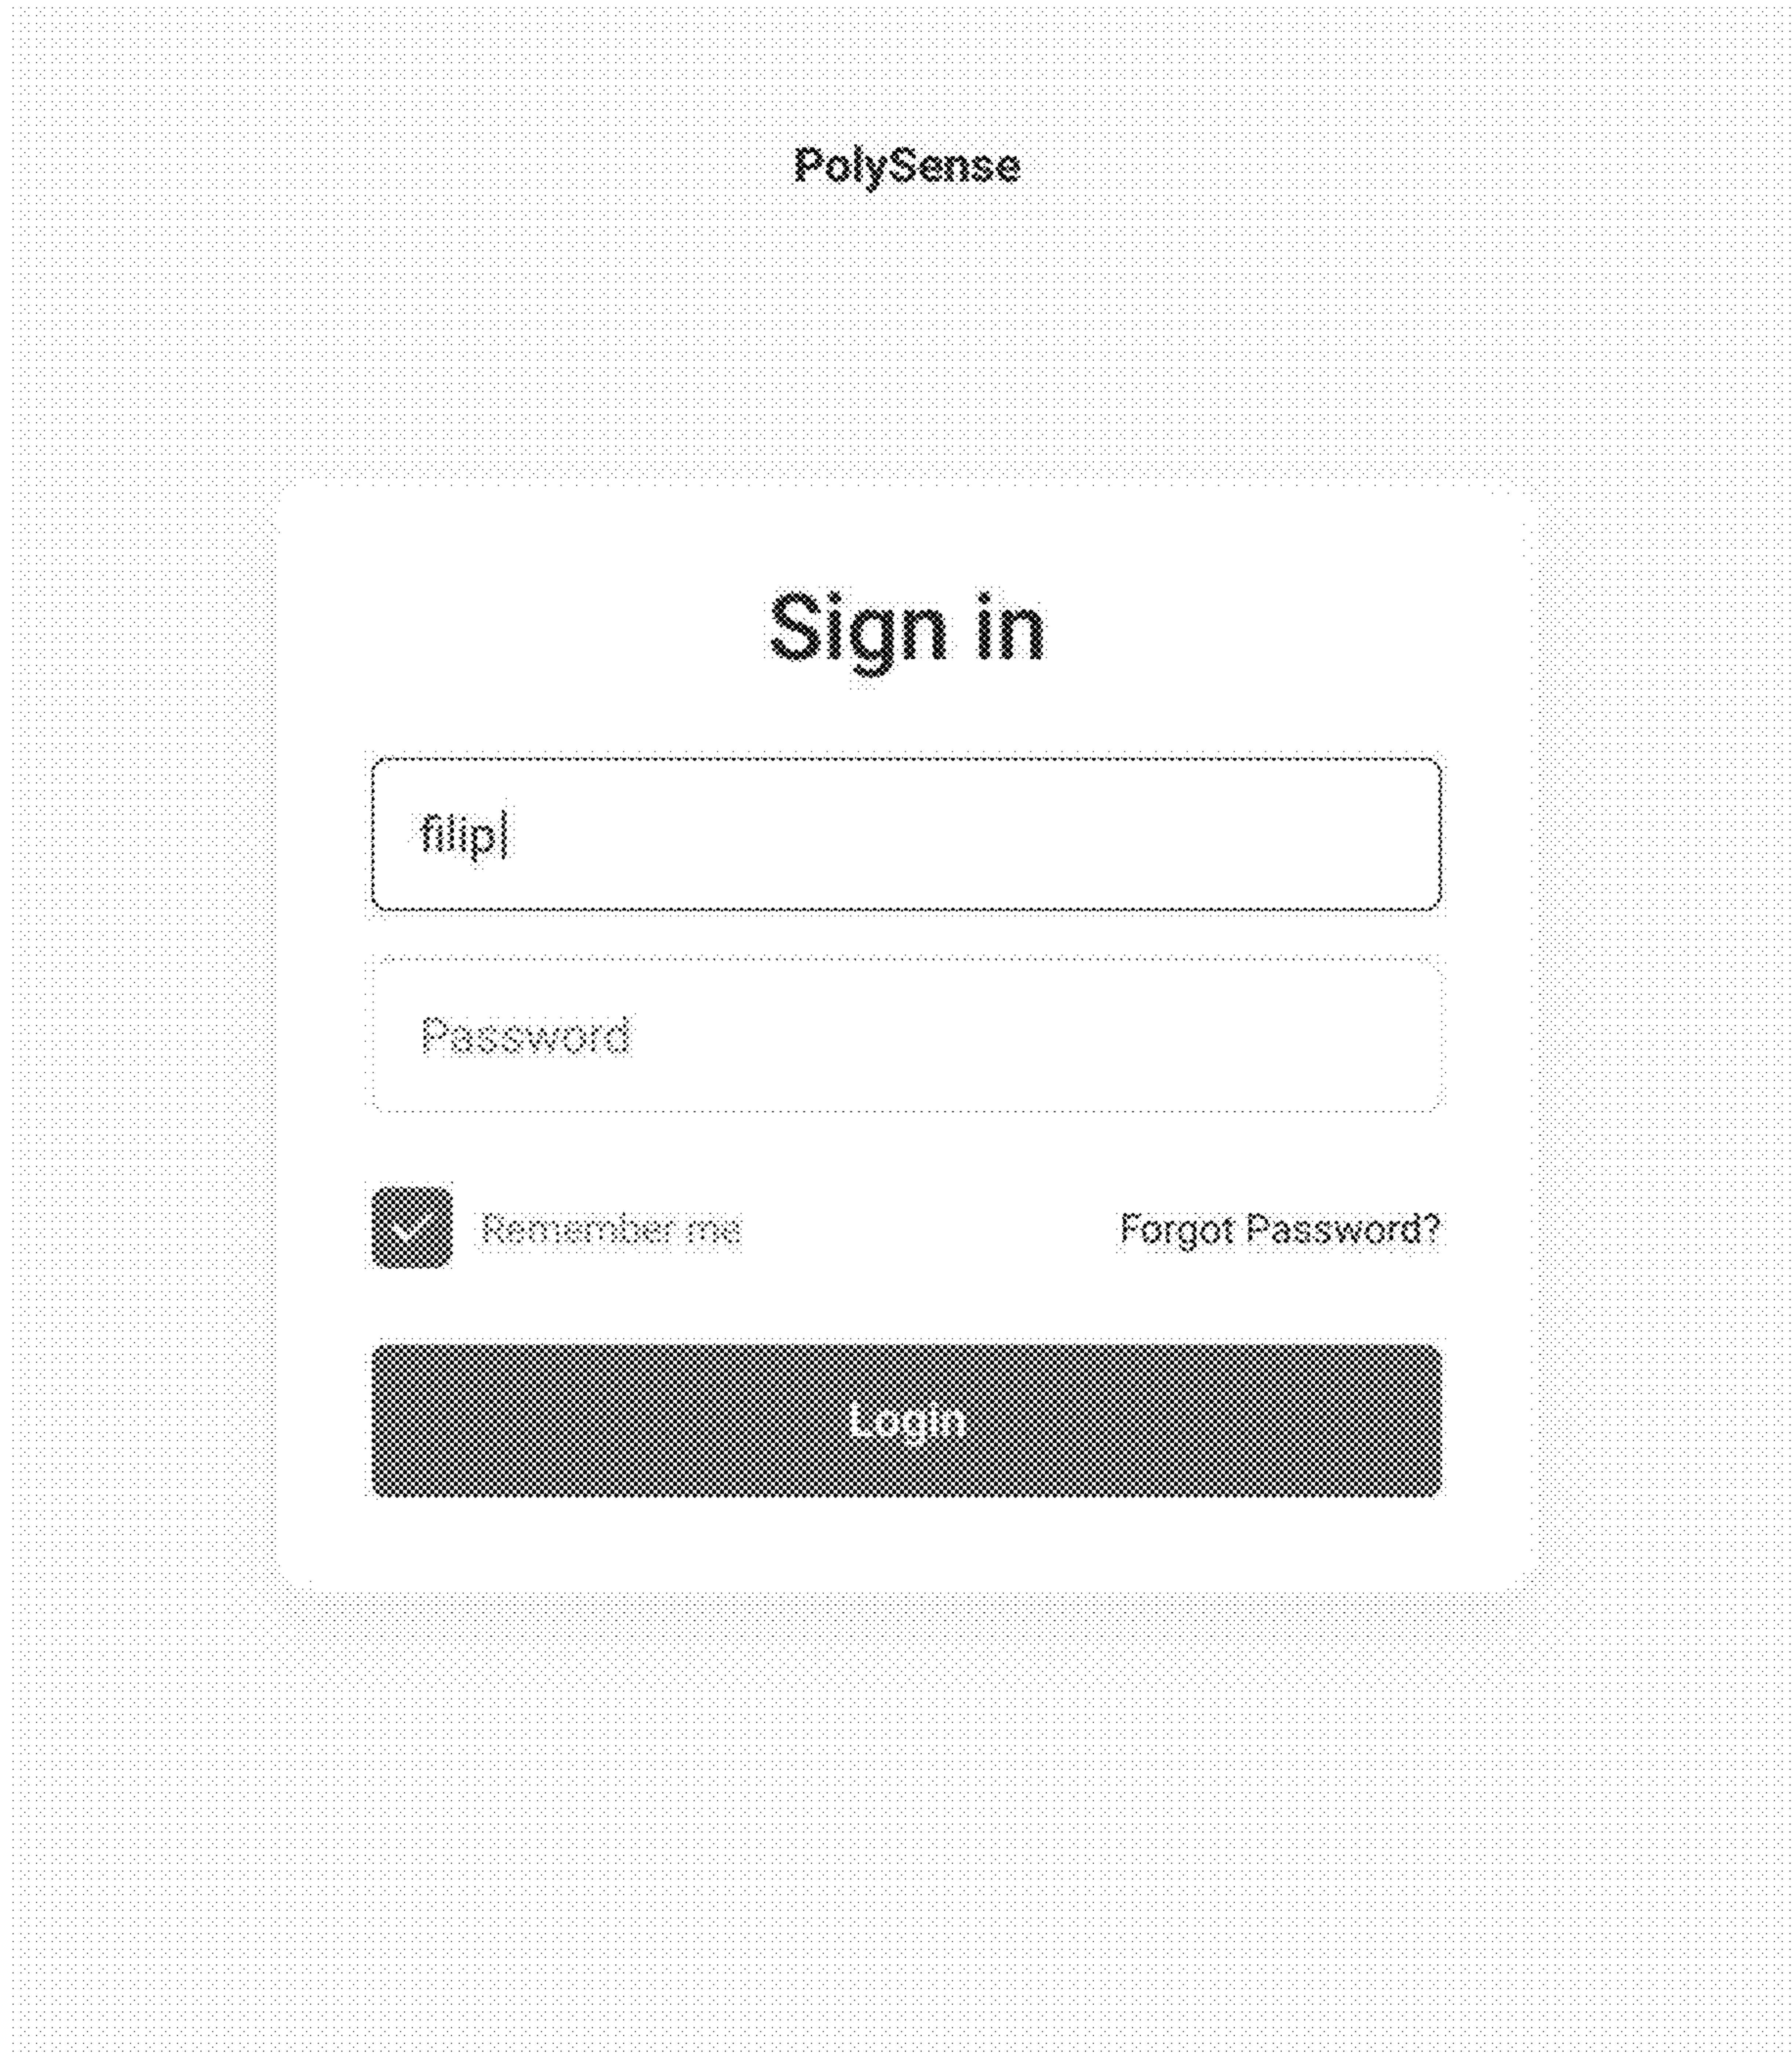 PolySense
Sign in
filip
Password
Remember me
Forgot Password?
Login